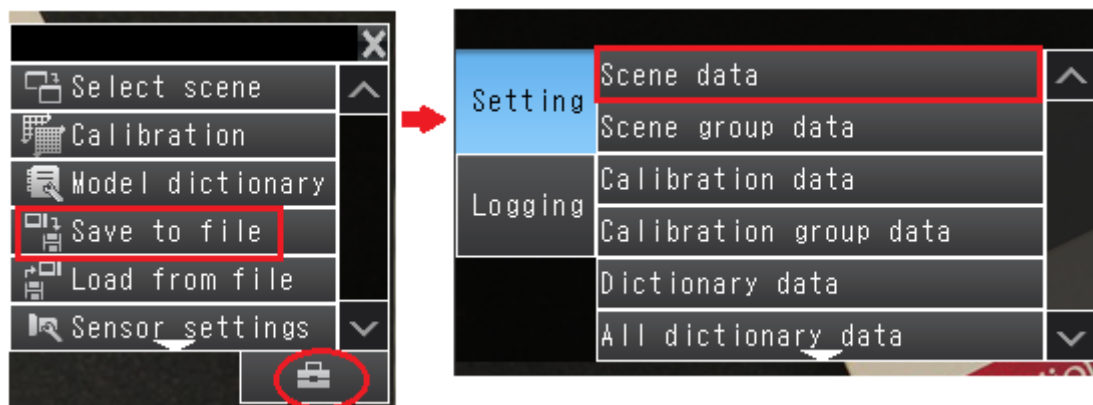 Select scene
Calibration
Model dictionary
Save to file
Load from file
Sensor settings
Setting
Logging
Scene data
Scene group data
Calibration data
Calibration group data
Dictionary data
All dictionary data